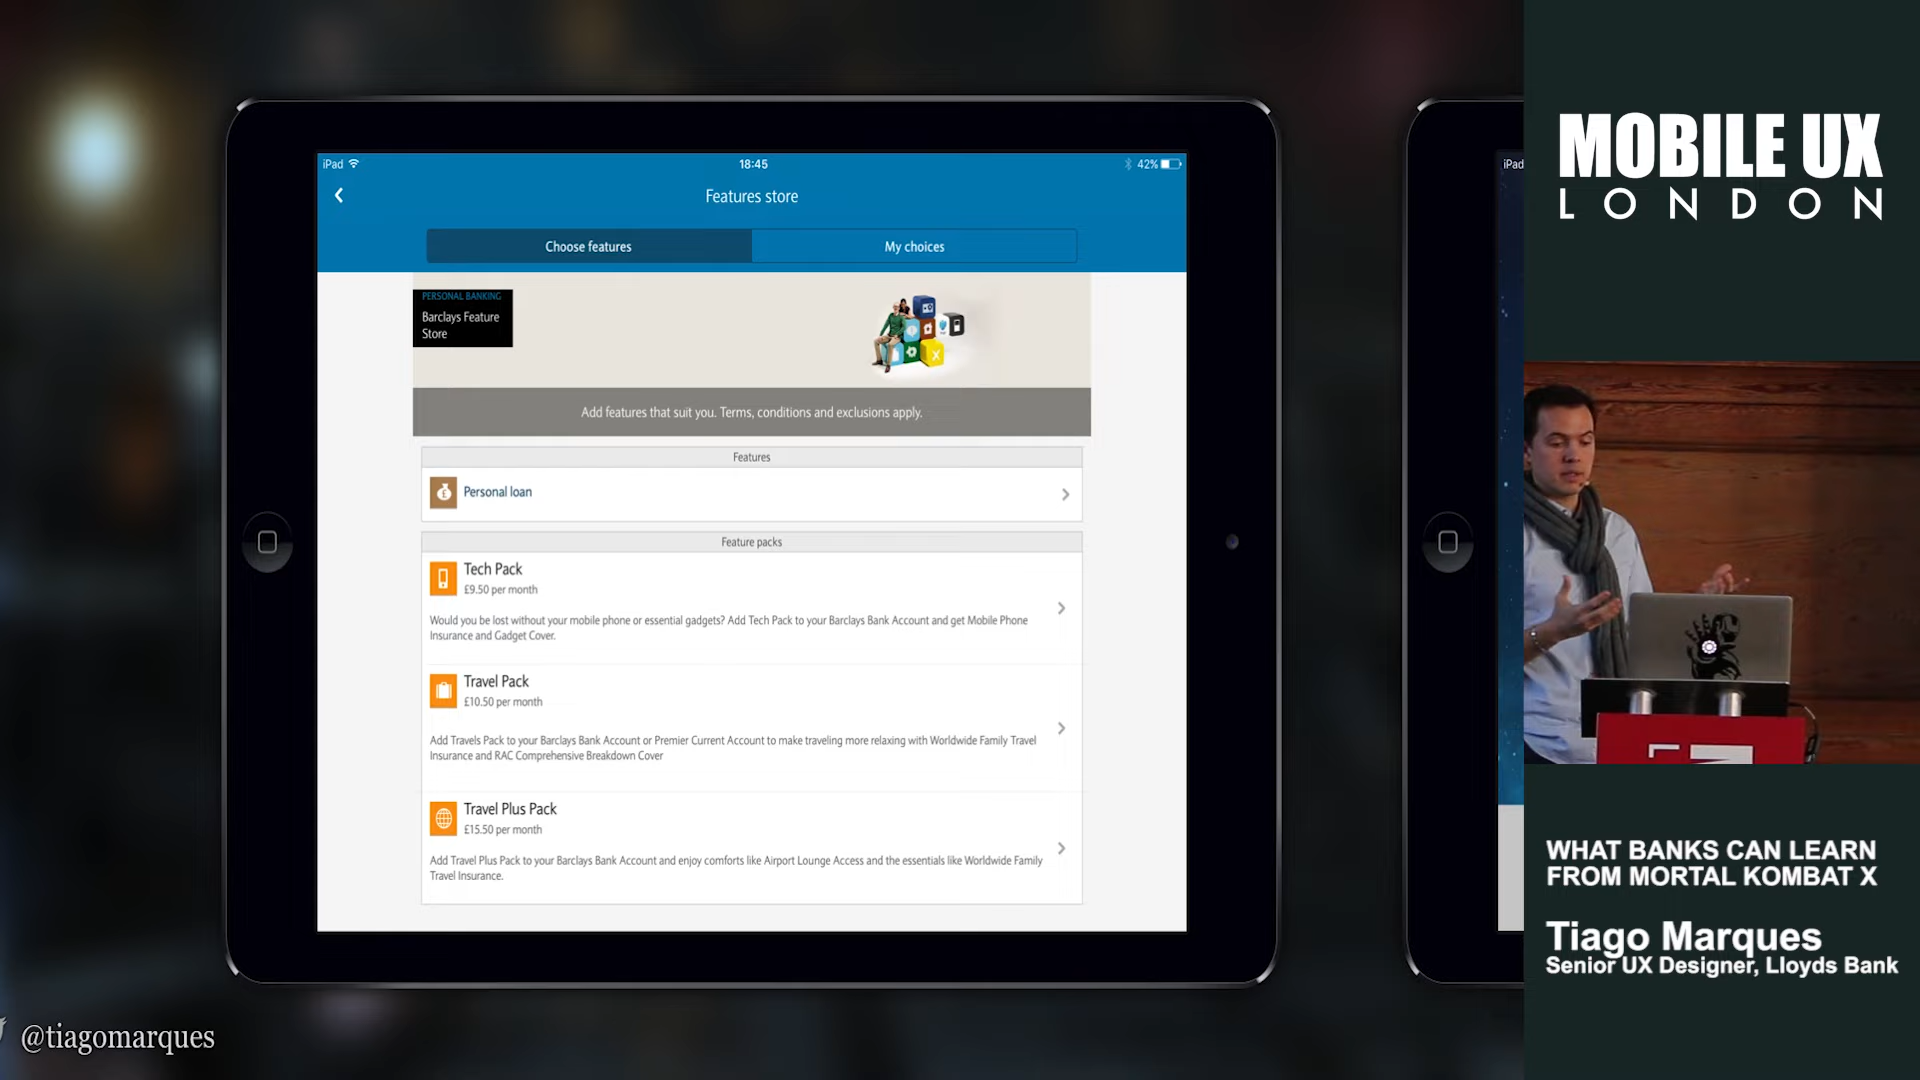 iPad
18:45
42%
Features store
Choose features
My choices
PERSONAL BANKING
Barclays Feature
Store
Add features that suit you. Terms, conditions and exclusions apply.
Features
Personal loan
Feature packs
Tech Pack
£9.50 per month
Would you be lost without your mobile phone or essential gadgets? Add Tech Pack to your Barclays Bank Account and get Mobile Phone
Insurance and Gadget Cover.
Travel Pack
£10.50 per month
Add Travels Pack to your Barclays Bank Account or Premier Current Account to make traveling more relaxing with Worldwide Family Travel
Insurance and RAC Comprehensive Breakdown Cover
Travel Plus Pack
£15.50 per month
Add Travel Plus Pack to your Barclays Bank Account and enjoy comforts like Airport Lounge Access and the essentials like Worldwide Family
Travel Insurance.
@tiagomarques
iPad
MOBILE UX
LONDON
WHAT BANKS CAN LEARN
FROM MORTAL KOMBAT X
Tiago Marques
Senior UX Designer, Lloyds Bank